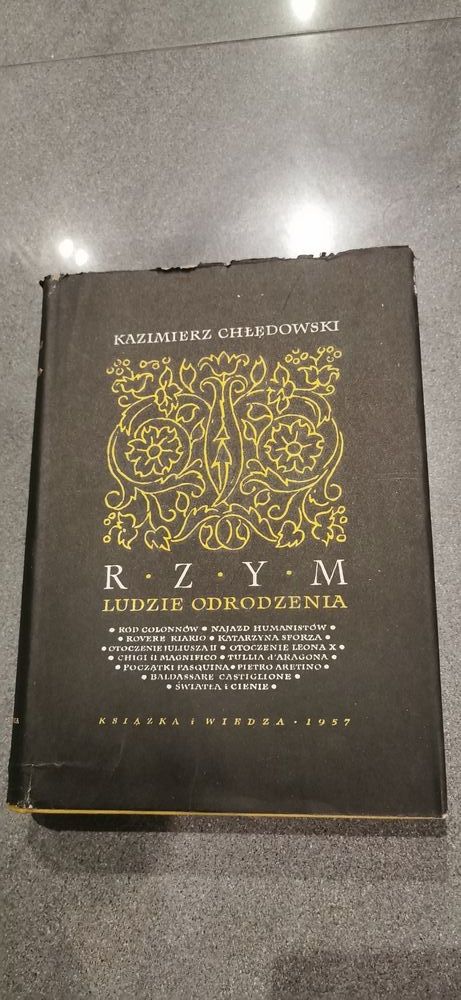 KAZIMIERZ CHŁĘDOWSKI
R · Z · Y · M
LUDZIE ODRODZENIA
• RÓD COLONNÓW • NAJAZD HUMANISTÓW •
• ROVERE RIARIO • KATARZYNA SFORZA •
• OTOCZENIE JULIUSZA II • OTOCZENIE LEONA X •
• CHIGI il MAGNIFICO • TULLIA d'ARAGONA •
• POCZĄTKI PASQUINA • PIETRO ARETINO •
• BALDASSARE CASTIGLIONE •
• ŚWIATŁA i CIENIE •
KSIĄŻKA i WIEDZA · 1957